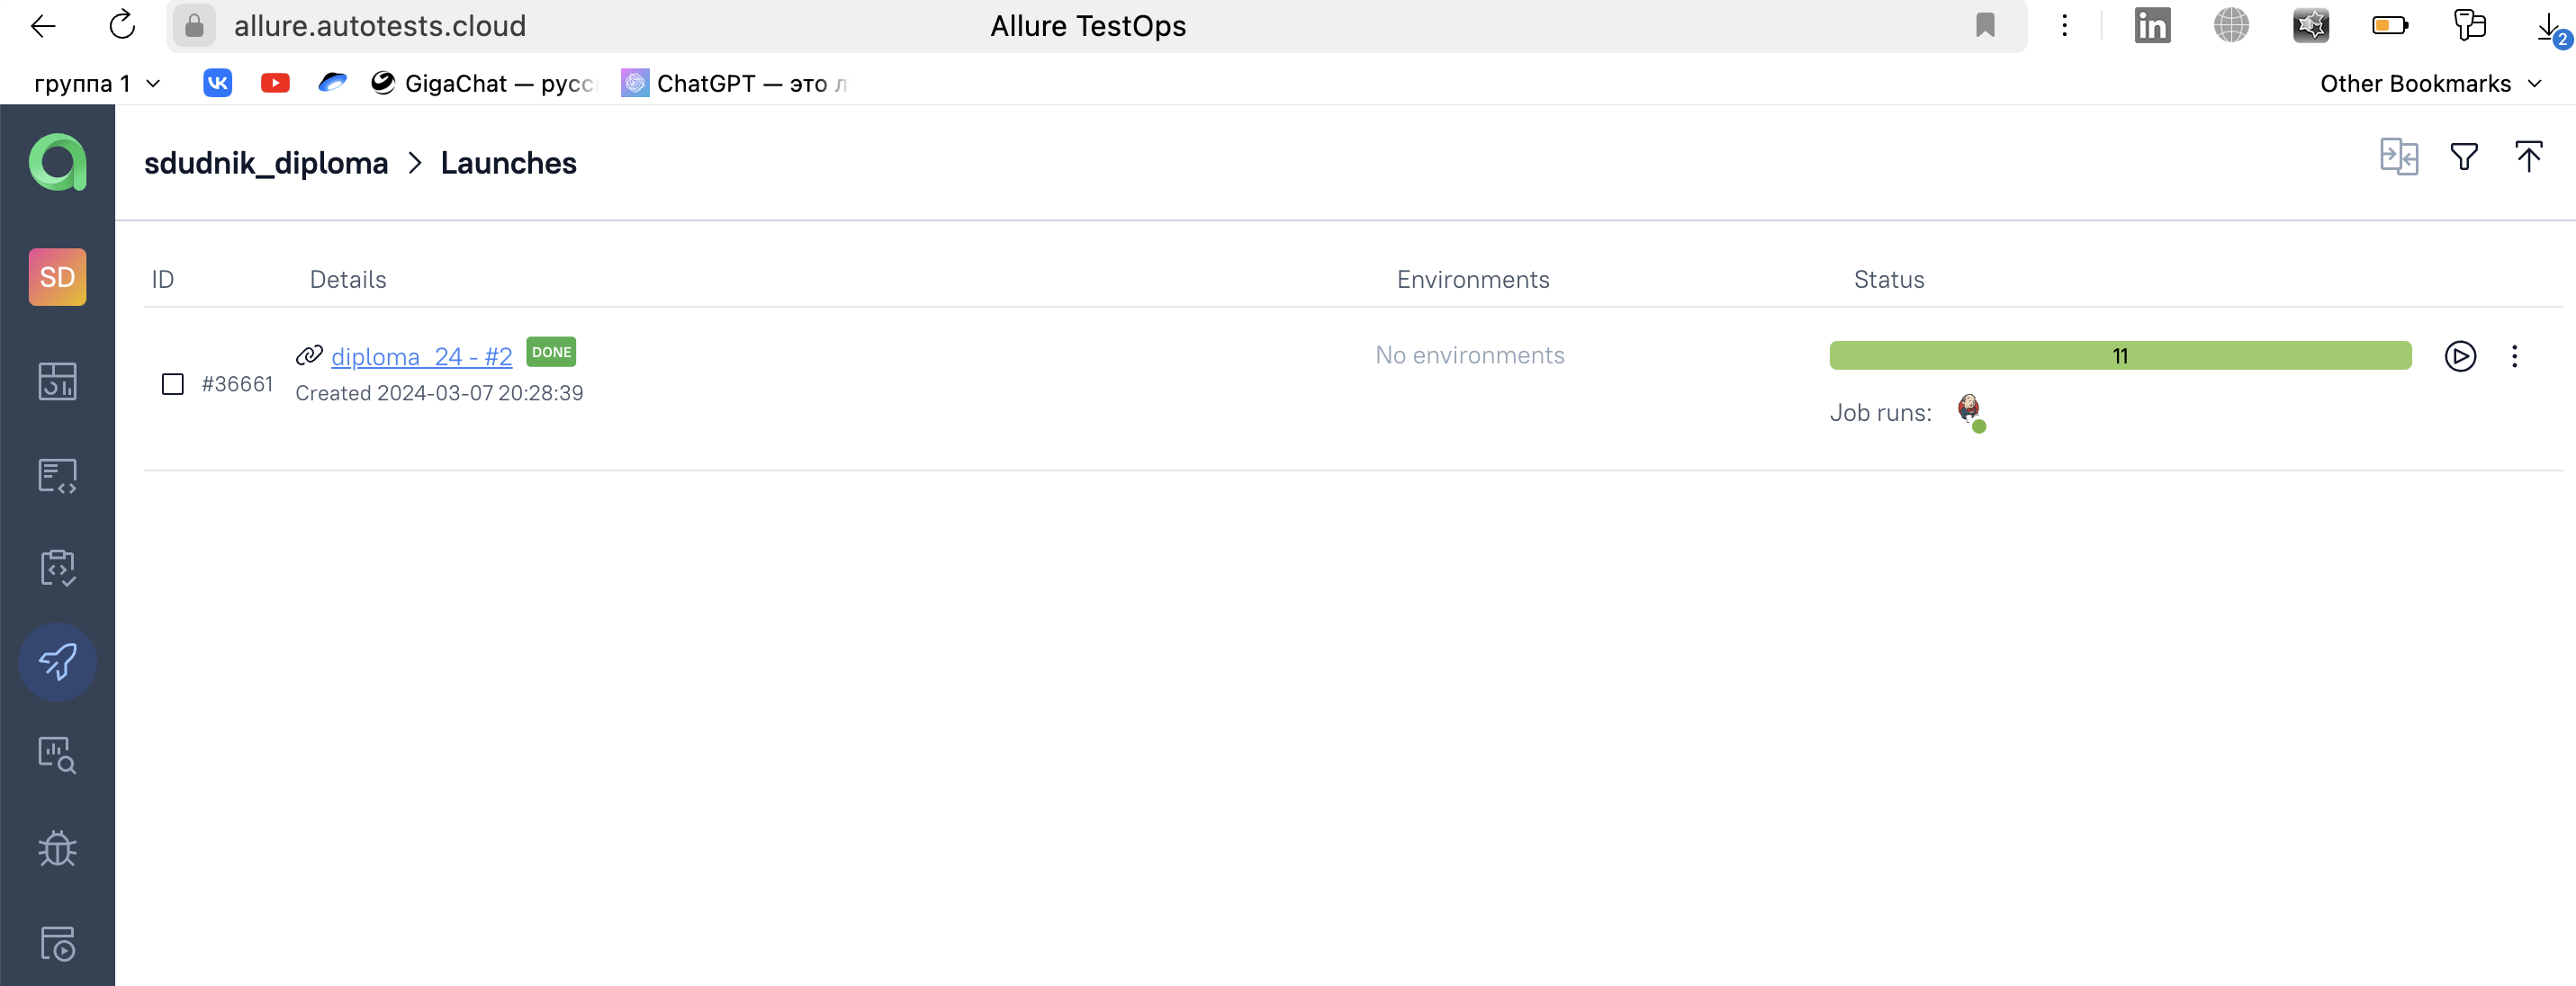 allure.autotests.cloud
Allure TestOps
2
группа 1
GigaChat — русс
ChatGPT — это л
Other Bookmarks
sdudnik_diploma > Launches
SD
ID
Details
Environments
Status
#36661
diploma_24 - #2
DONE
Created 2024-03-07 20:28:39
No environments
11
Job runs: